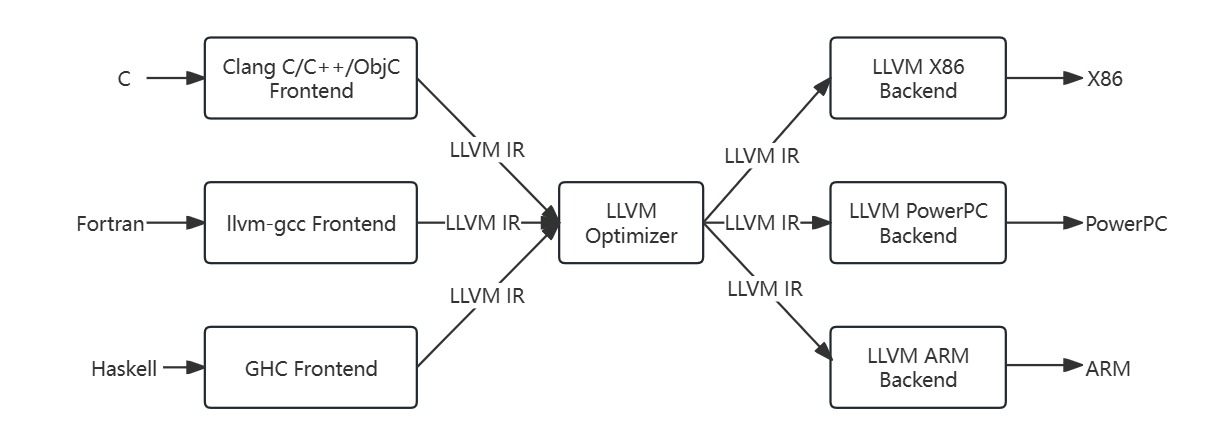 C
Clang C/C++/ObjC
Frontend
LLVM IR
Fortran
llvm-gcc Frontend
LLVM IR
Haskell
GHC Frontend
LLVM IR
LLVM
Optimizer
LLVM IR
LLVM X86
Backend
X86
LLVM IR
LLVM PowerPC
Backend
PowerPC
LLVM IR
LLVM ARM
Backend
ARM